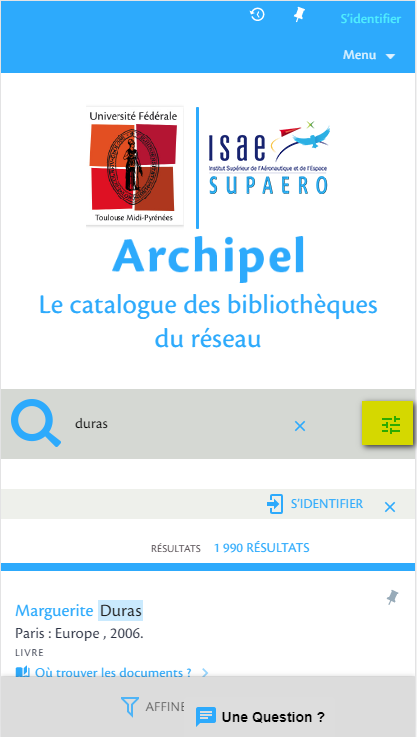 S'identifier
Menu
Université Fédérale
Toulouse Midi-Pyrénées
isae
Institut Supérieur de l'Aéronautique et de l'Espace
SUPAERO
Archipel
Le catalogue des bibliothèques
du réseau
duras
S'IDENTIFIER
RÉSULTATS 1 990 RÉSULTATS
Marguerite Duras
Paris : Europe , 2006.
LIVRE
Où trouver les documents ?
AFFINE
Une Question ?